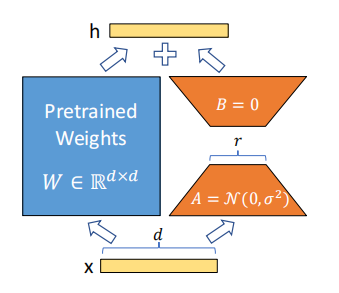 h
Pretrained
Weights
W ∈ ℝ^{d×d}
B = 0
r
A = 𝒩(0, σ²)
d
x